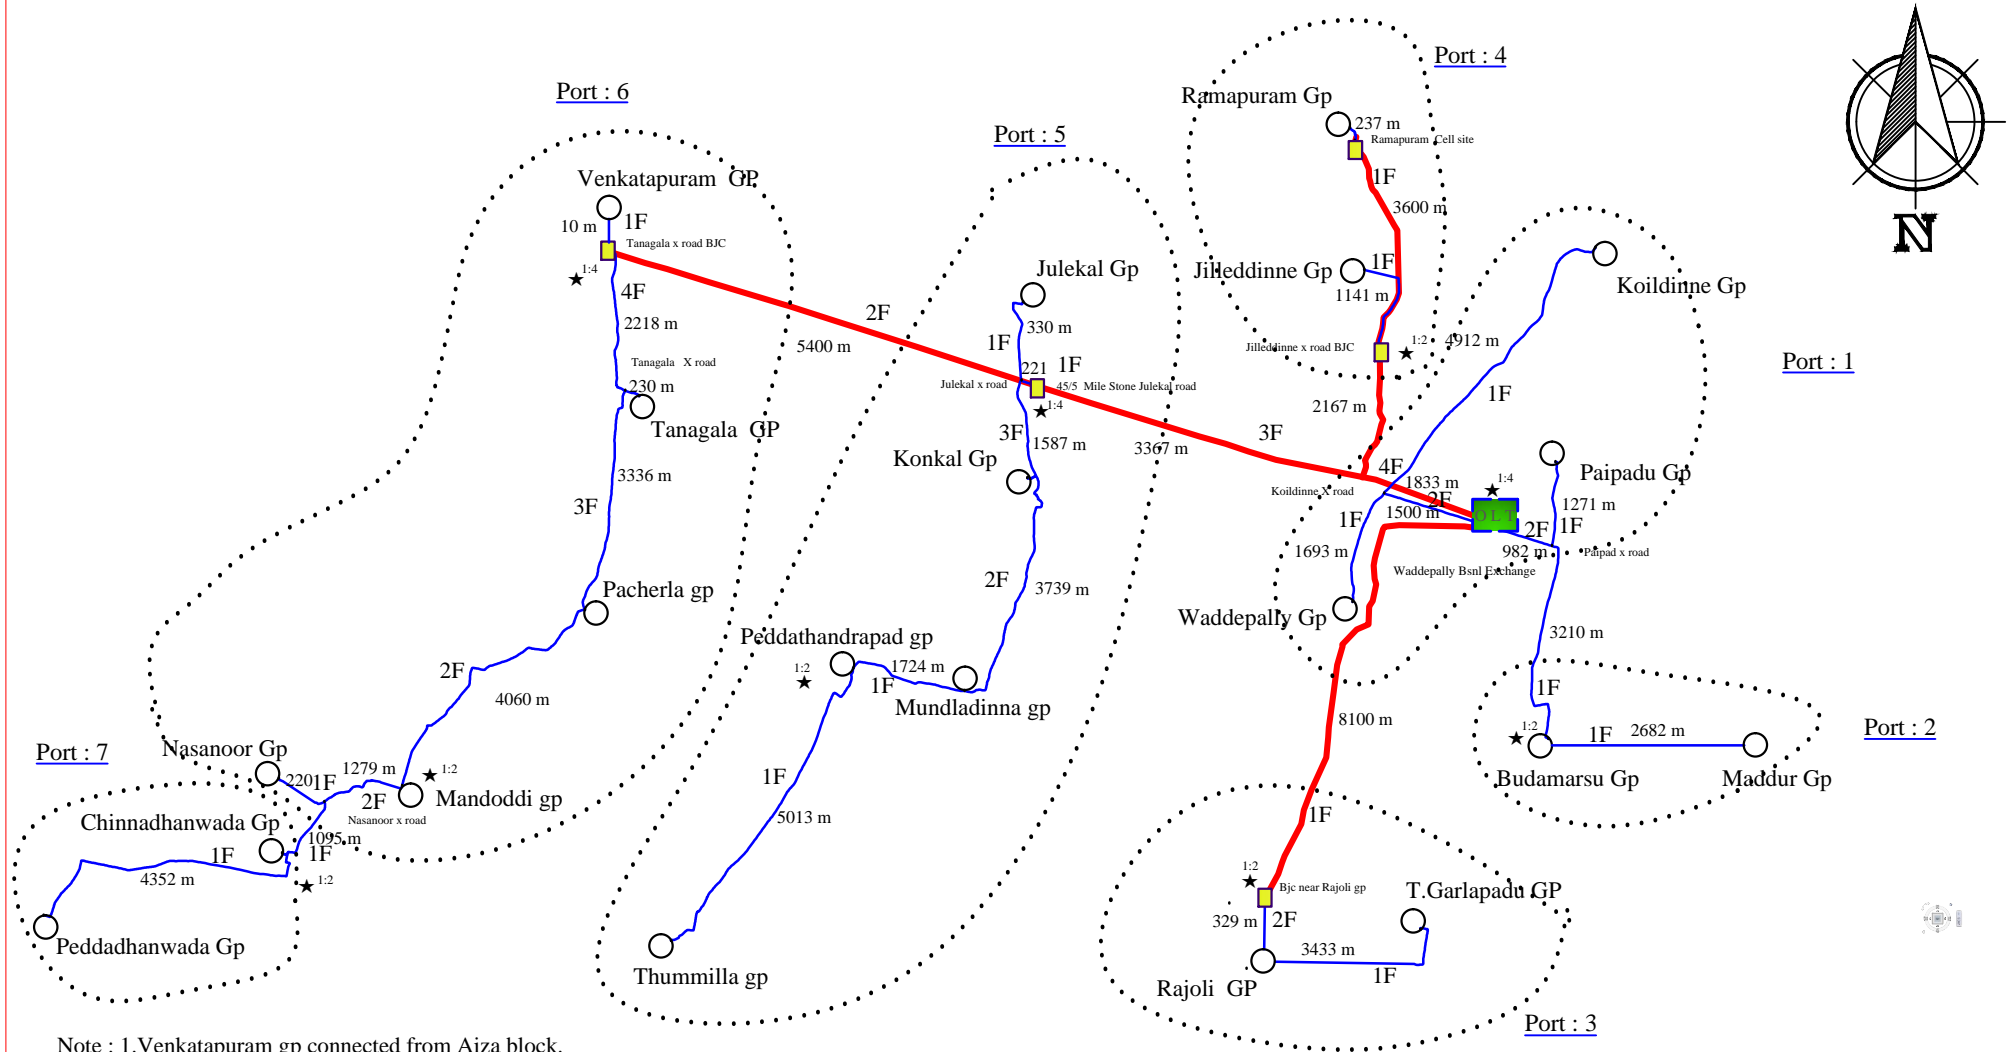 Port : 4
Port : 6
Ramapuram Gp
237 m
Port : 5
Ramapuram Cell site
Venkatapuram GP
1F
3600 m
10 m
1F
Tanagala x road BJC
N
1:4
Julekal Gp
Jilleddinne Gp
1F
1141 m
Koildinne Gp
4F
2218 m
2F
5400 m
330 m
1F
Jilleddinne x road BJC
1:2
4912 m
Port : 1
Tanagala X road
230 m
221
1F
Julekal x road
45/5 Mile Stone Julekal road
1:4
1F
2167 m
Tanagala GP
3F
1587 m
3F
3367 m
Konkal Gp
4F
1833 m
Paipadu Gp
3336 m
Koildinne X road
2F
1500 m
1:4
OLT
1271 m
3F
1F
2F
1F
1693 m
982 m
Paipad x road
Waddepally Bsnl Exchange
2F
3739 m
Pacherla gp
Waddepally Gp
3210 m
Peddathandrapad gp
1:2
1724 m
1F
2F
4060 m
Mundladinna gp
8100 m
1F
1:2
1F
2682 m
Port : 2
Port : 7
Nasanoor Gp
2201F
1279 m
2F
1:2
Mandoddi gp
Budamarsu Gp
Maddur Gp
1F
5013 m
Chinnadhanwada Gp
Nasanoor x road
1095 m
1F
1F
4352 m
1F
1:2
1:2
Bjc near Rajoli gp
T.Garlapadu GP
329 m
2F
3433 m
1F
Peddadhanwada Gp
Thummilla gp
Rajoli GP
Port : 3
Note : 1.Venkatapuram gp connected from Aiza block.